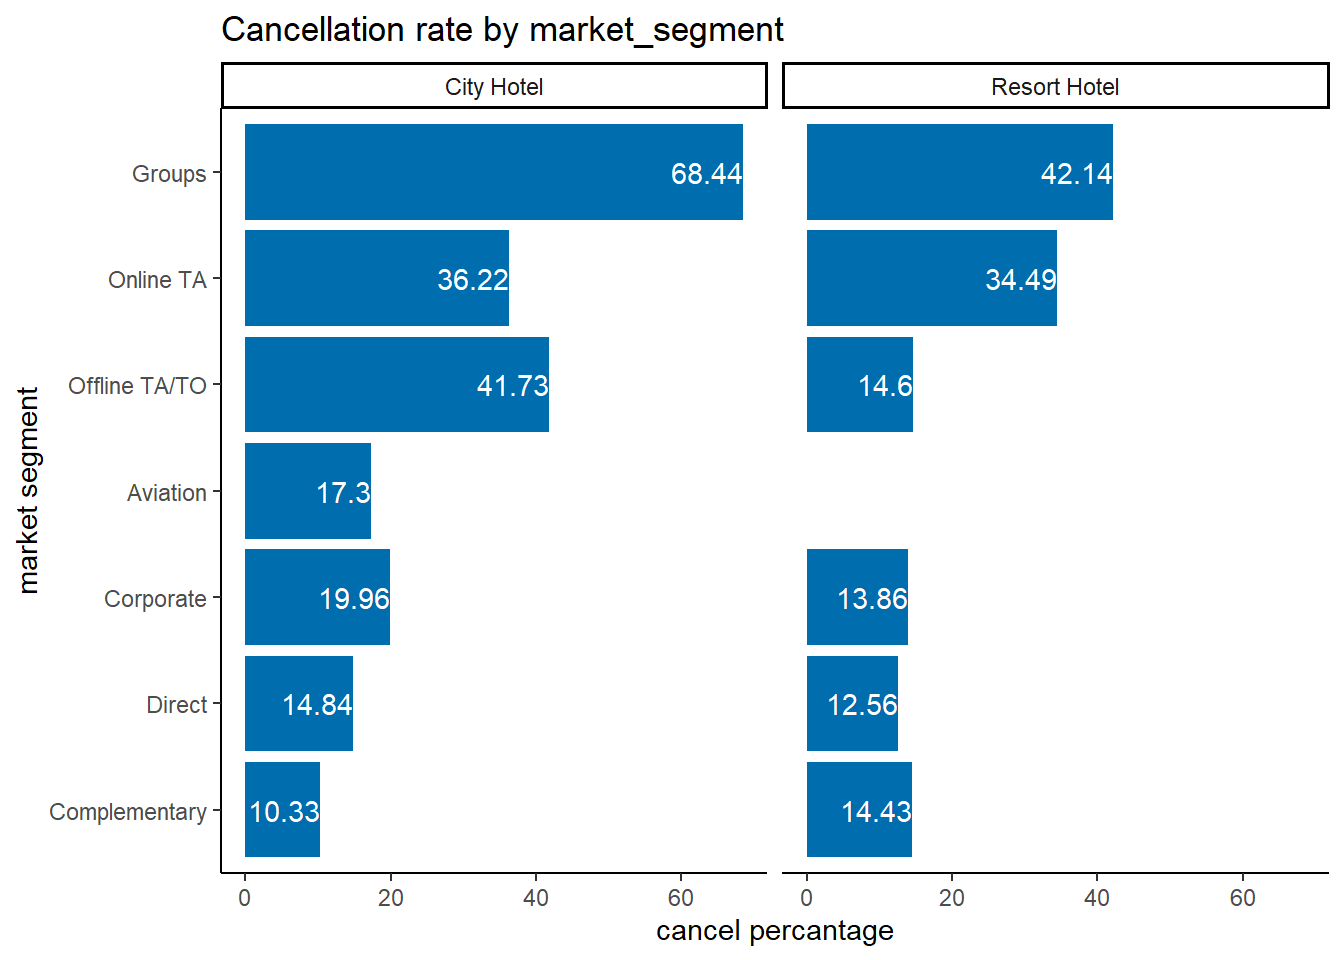 Cancellation rate by market_segment
City Hotel
Resort Hotel
market segment
Groups
68.44
42.14
Online TA
36.22
34.49
Offline TA/TO
41.73
14.6
Aviation
17.3
Corporate
19.96
13.86
Direct
14.84
12.56
Complementary
10.33
14.43
0 20 40 60
0 20 40 60
cancel percantage